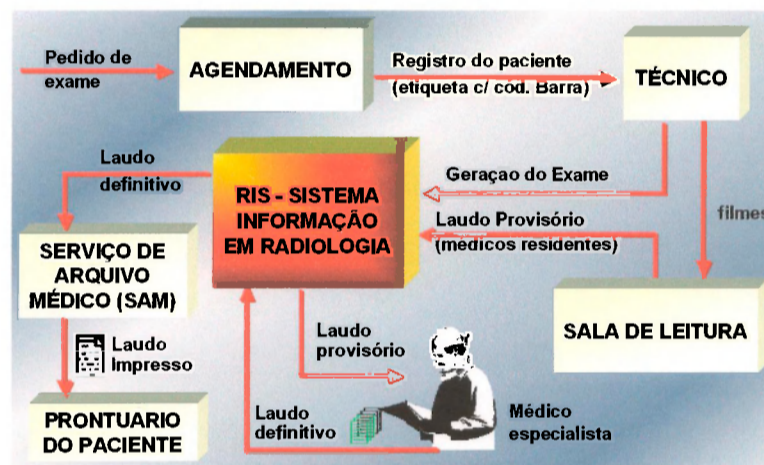 Pedido de
exame
AGENDAMENTO
Registro do paciente
(etiqueta c/ cód. Barra)
TÉCNICO
Laudo
definitivo
RIS - SISTEMA
INFORMAÇÃO
EM RADIOLOGIA
Geraçao do Exame
Laudo Provisório
(médicos residentes)
filmes
SERVIÇO DE
ARQUIVO
MÉDICO (SAM)
SALA DE LEITURA
Laudo
Impresso
Laudo
provisório
PRONTUARIO
DO PACIENTE
Laudo
definitivo
Médico
especialista